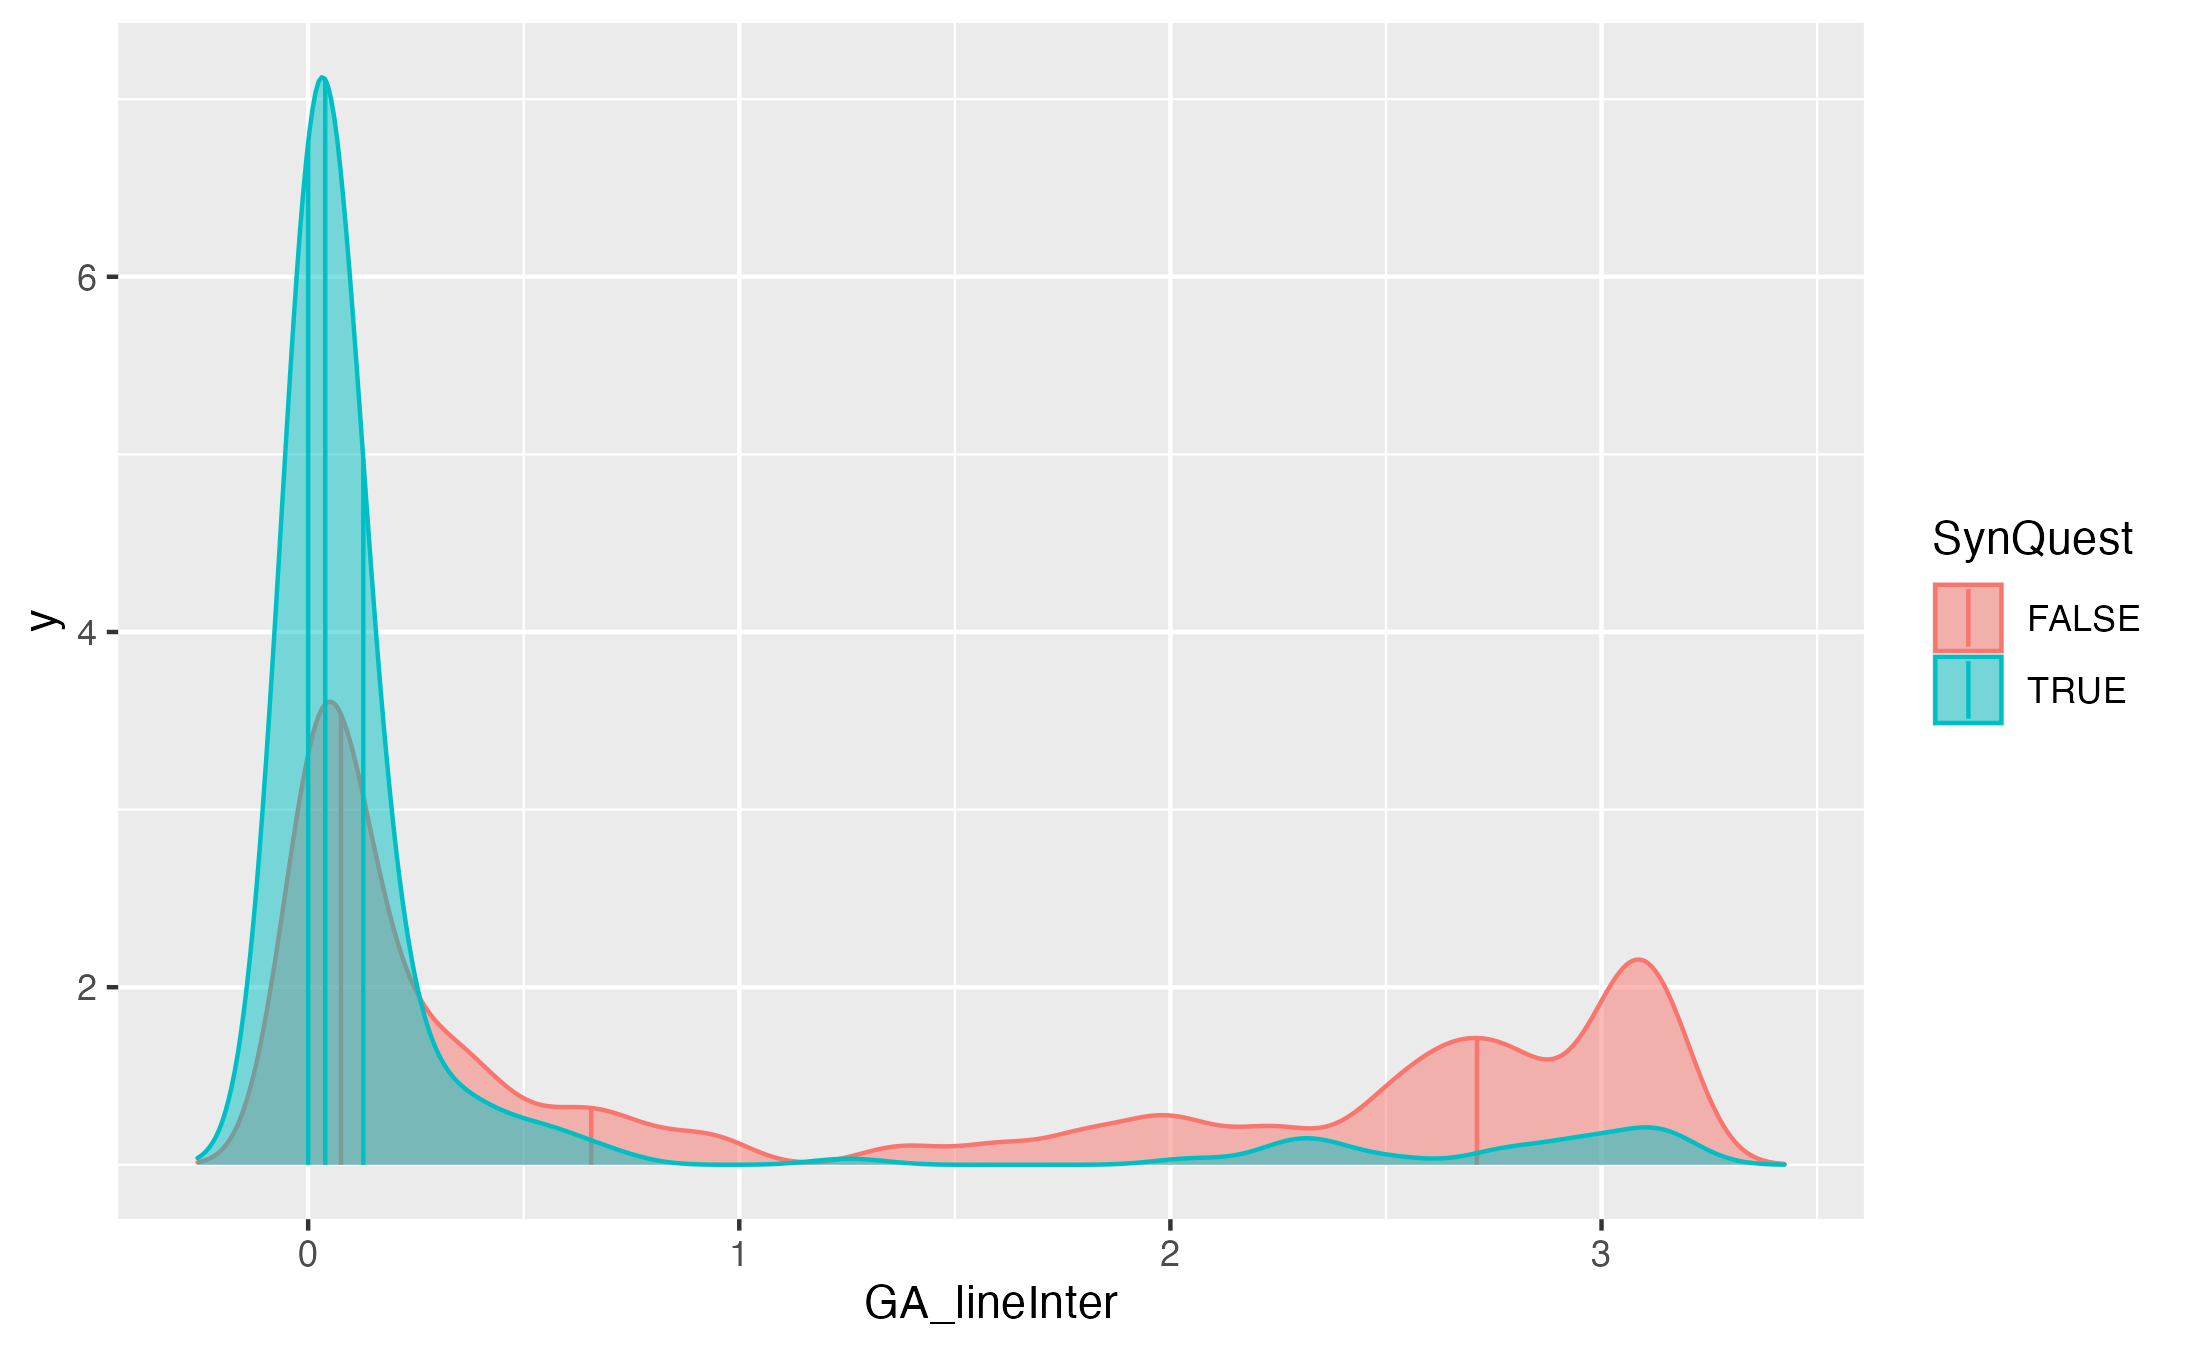 6
4
2
y
0 1 2 3
GA_lineInter
SynQuest
FALSE
TRUE